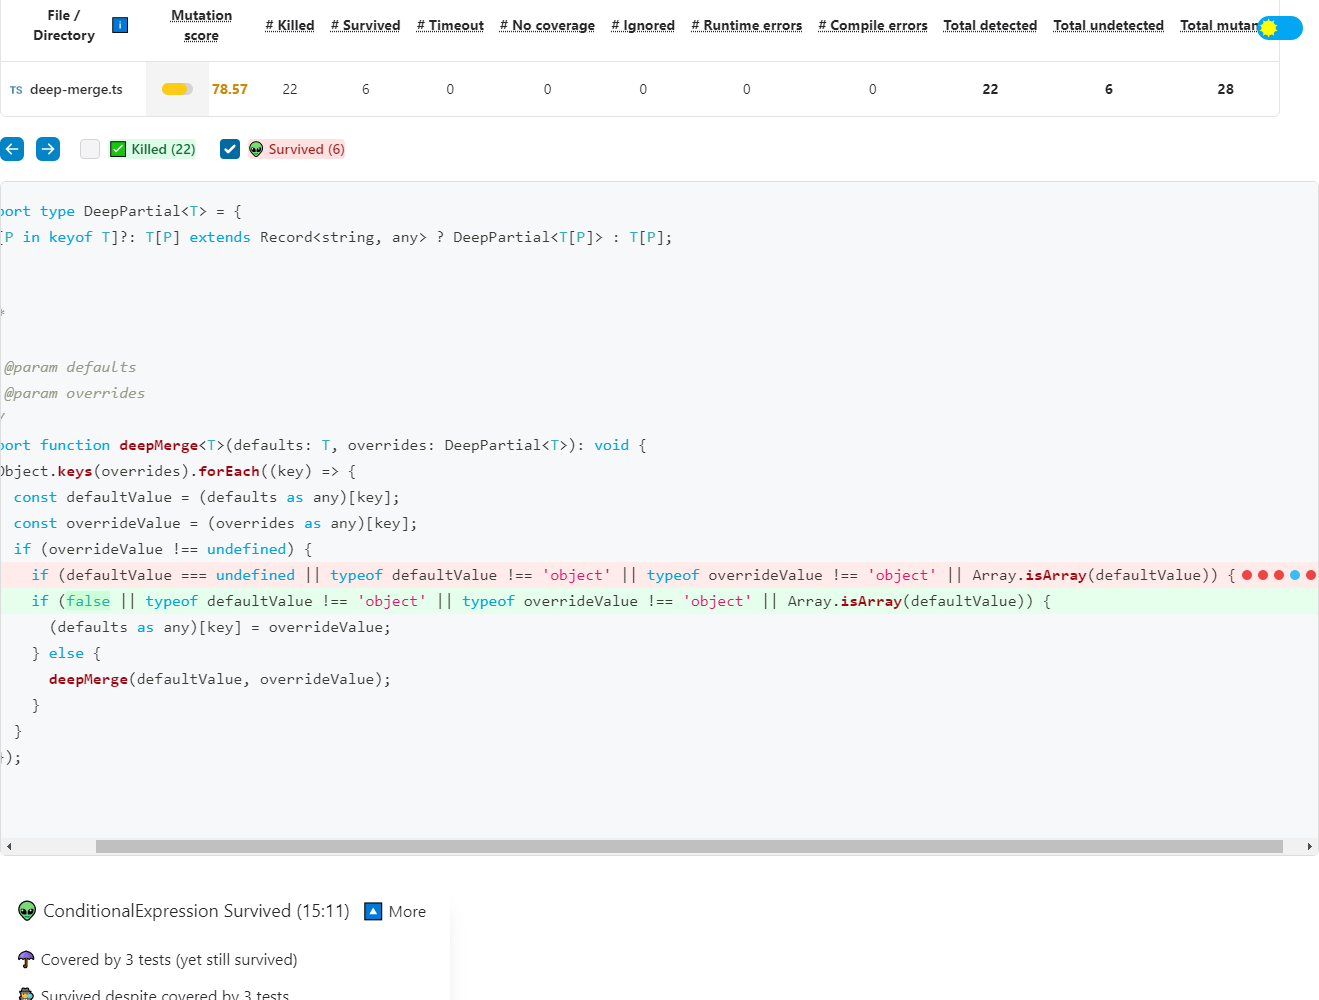 File / Directory i Mutation score # Killed # Survived # Timeout # No coverage # Ignored # Runtime errors # Compile errors Total detected Total undetected Total mutan
TS deep-merge.ts 78.57 22 6 0 0 0 0 0 22 6 28
Killed (22) Survived (6)
port type DeepPartial<T> = {
[P in keyof T]?: T[P] extends Record<string, any> ? DeepPartial<T[P]> : T[P];
*
@param defaults
@param overrides
/
port function deepMerge<T>(defaults: T, overrides: DeepPartial<T>): void {
Object.keys(overrides).forEach((key) => {
const defaultValue = (defaults as any)[key];
const overrideValue = (overrides as any)[key];
if (overrideValue !== undefined) {
if (defaultValue === undefined || typeof defaultValue !== 'object' || typeof overrideValue !== 'object' || Array.isArray(defaultValue)) {
if (false || typeof defaultValue !== 'object' || typeof overrideValue !== 'object' || Array.isArray(defaultValue)) {
(defaults as any)[key] = overrideValue;
} else {
deepMerge(defaultValue, overrideValue);
}
}
});
ConditionalExpression Survived (15:11) More
Covered by 3 tests (yet still survived)
Survived despite covered by 3 tests